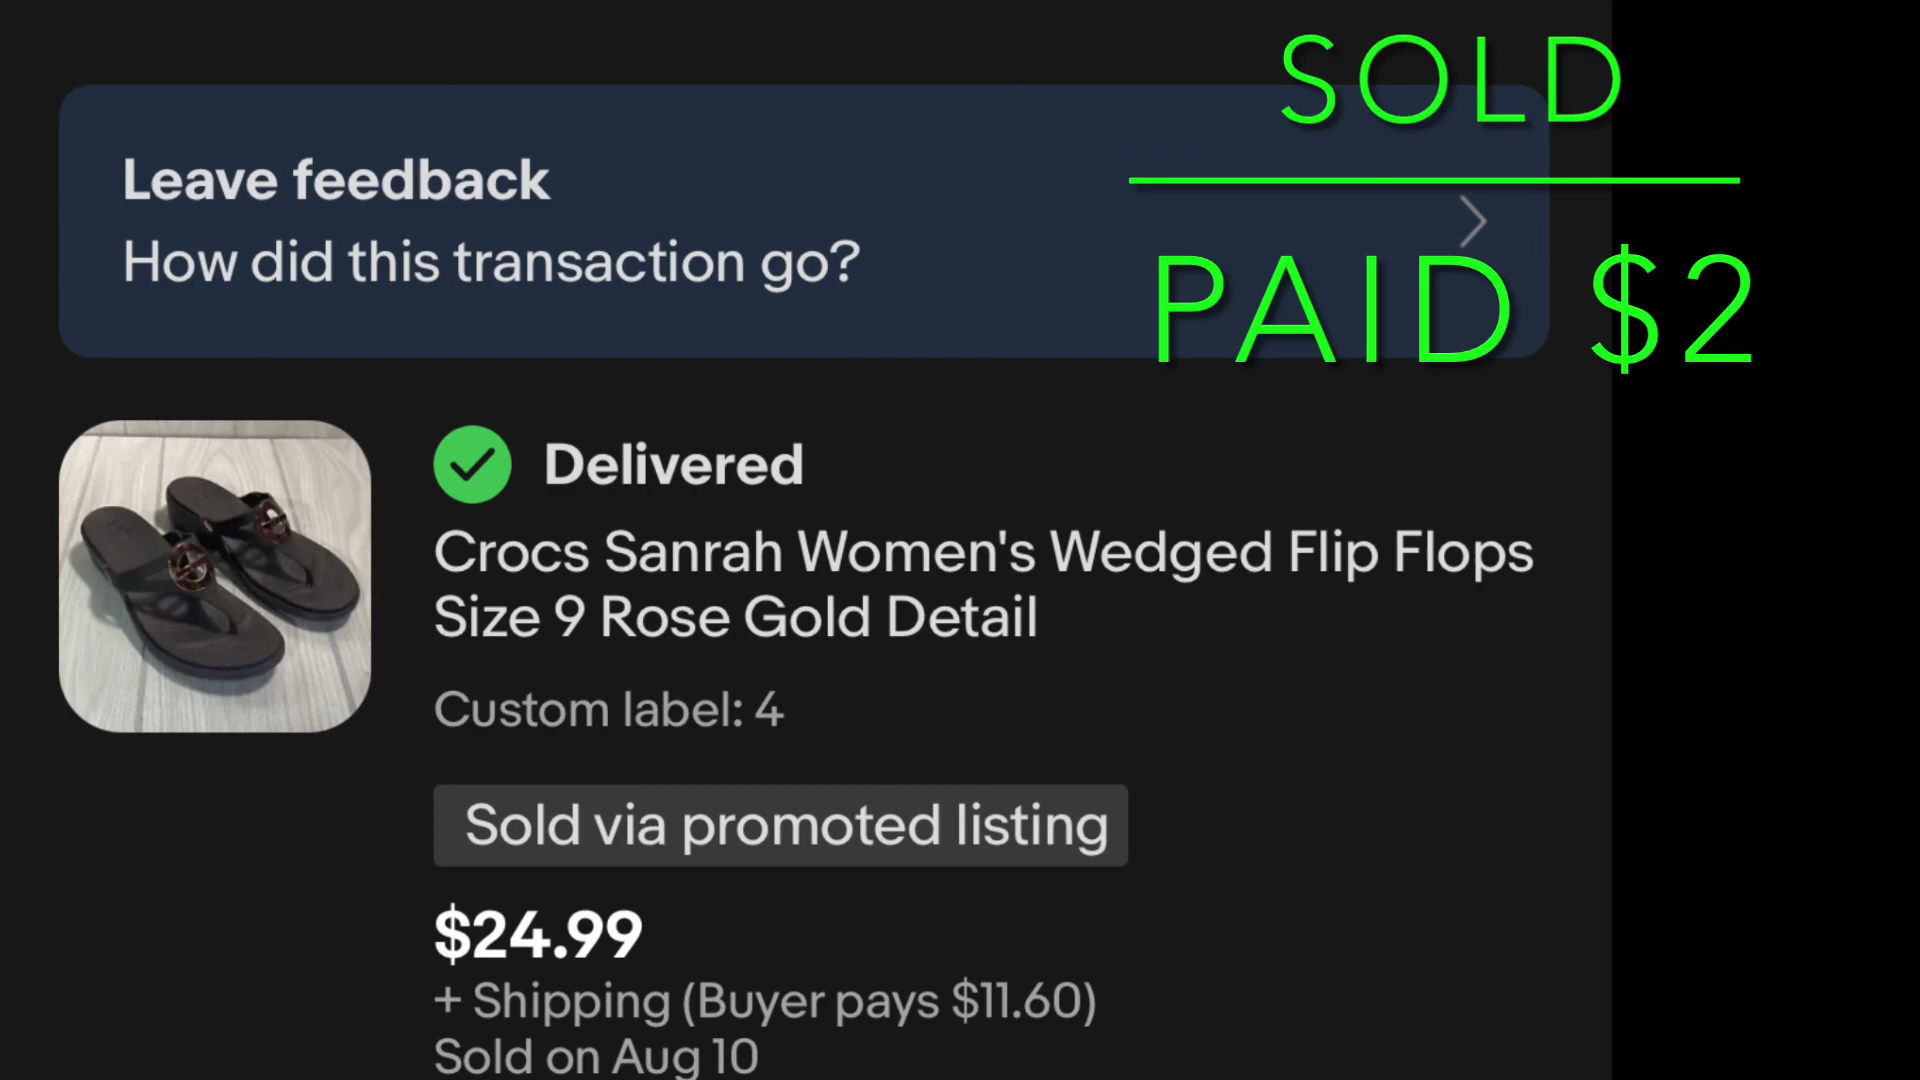 SOLD
PAID $2
Leave feedback
How did this transaction go?
Delivered
Crocs Sanrah Women's Wedged Flip Flops
Size 9 Rose Gold Detail
Custom label: 4
Sold via promoted listing
$24.99
+ Shipping (Buyer pays $11.60)
Sold on Aug 10